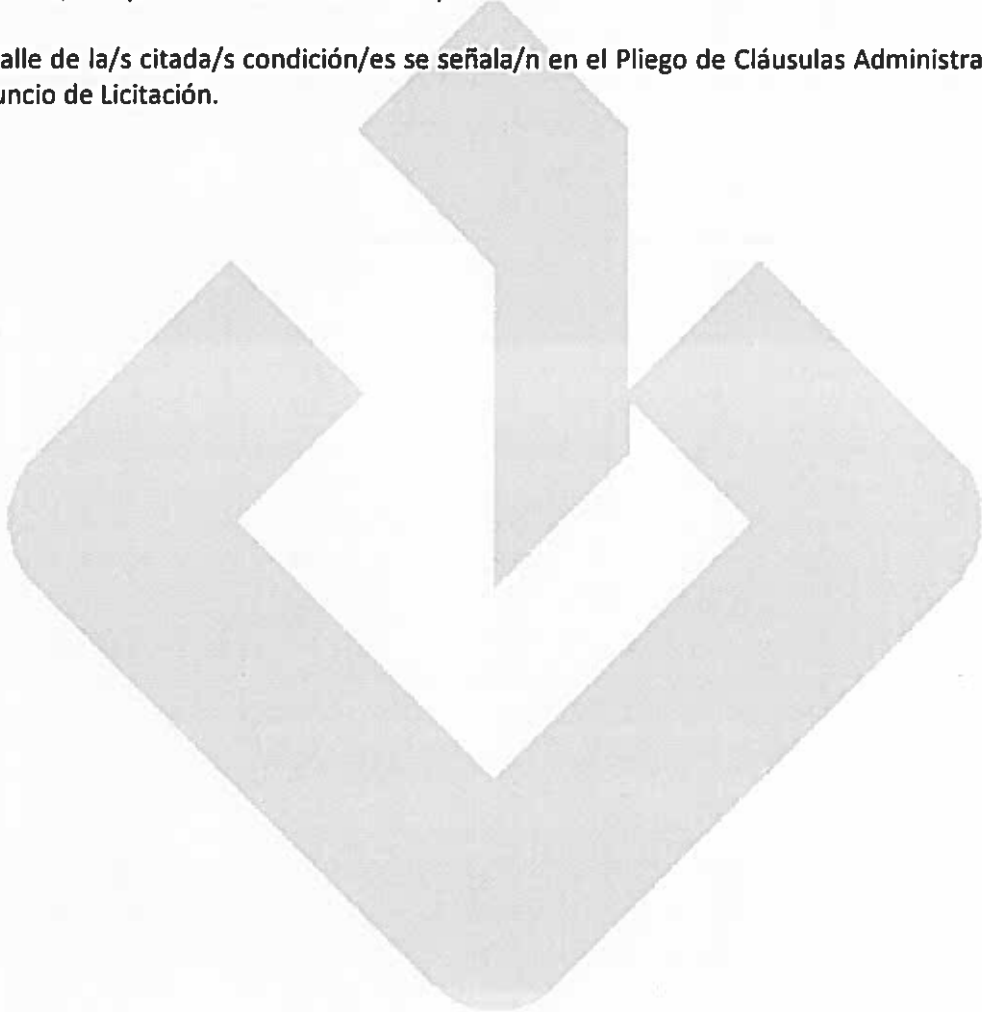 alle de la/s citada/s condición/es se señala/n en el Pliego de Cláusulas Administra
uncio de Licitación.